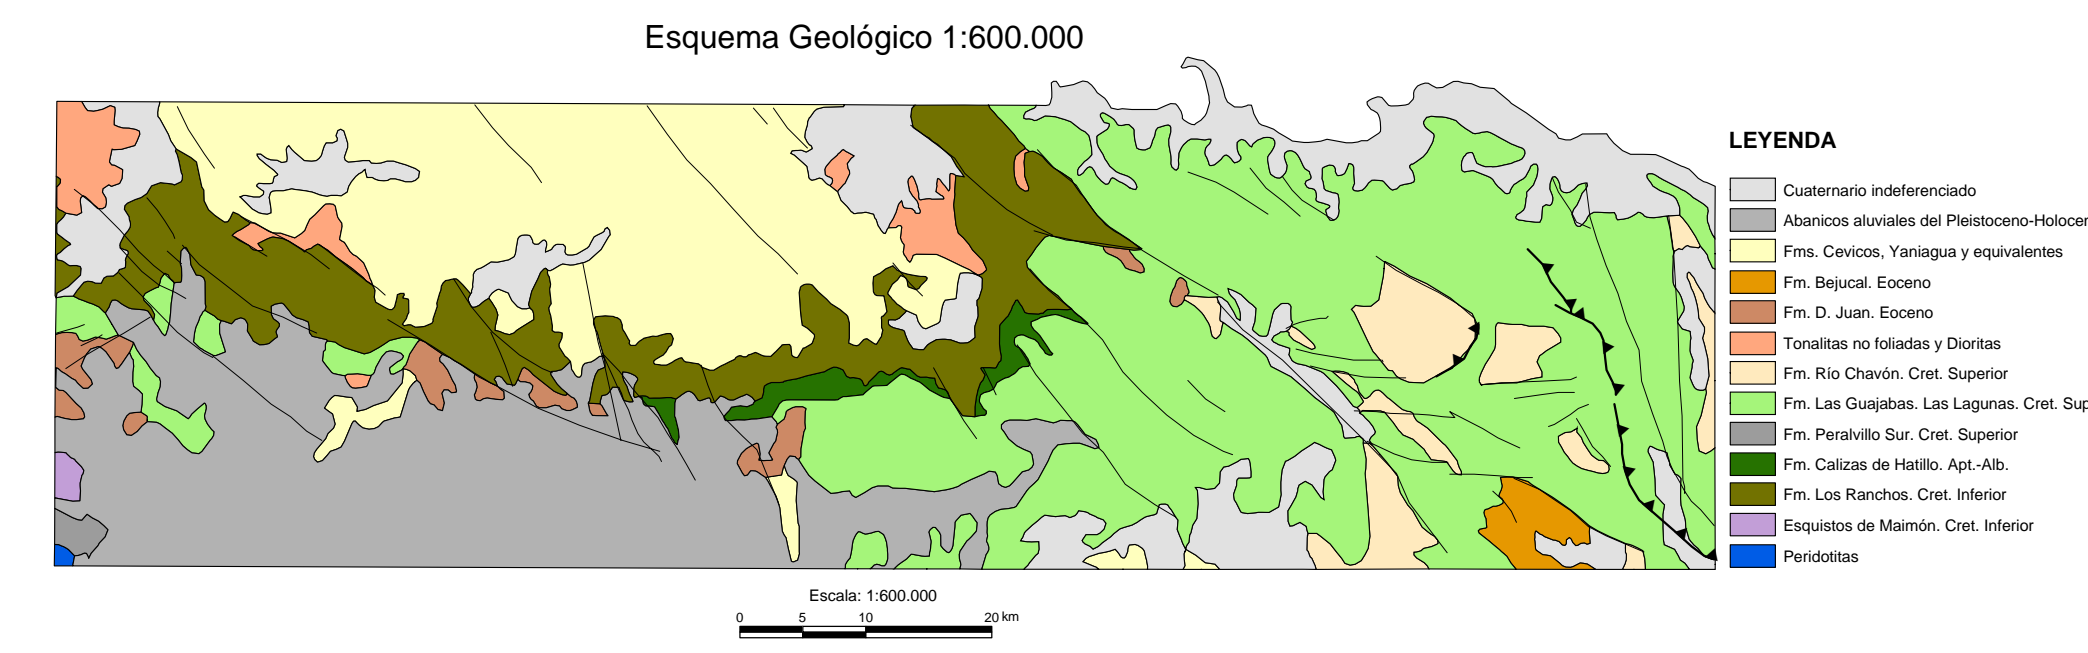 Esquema Geológico 1:600.000
LEYENDA
Cuaternario indeferenciado
Abanicos aluviales del Pleistoceno-Holocen
Fms. Cevicos, Yaniagua y equivalentes
Fm. Bejucal. Eoceno
Fm. D. Juan. Eoceno
Tonalitas no foliadas y Dioritas
Fm. Río Chavón. Cret. Superior
Fm. Las Guajabas. Las Lagunas. Cret. Sup
Fm. Peralvillo Sur. Cret. Superior
Fm. Calizas de Hatillo. Apt.-Alb.
Fm. Los Ranchos. Cret. Inferior
Esquistos de Maimón. Cret. Inferior
Peridotitas
Escala: 1:600.000
0 5 10 20 km